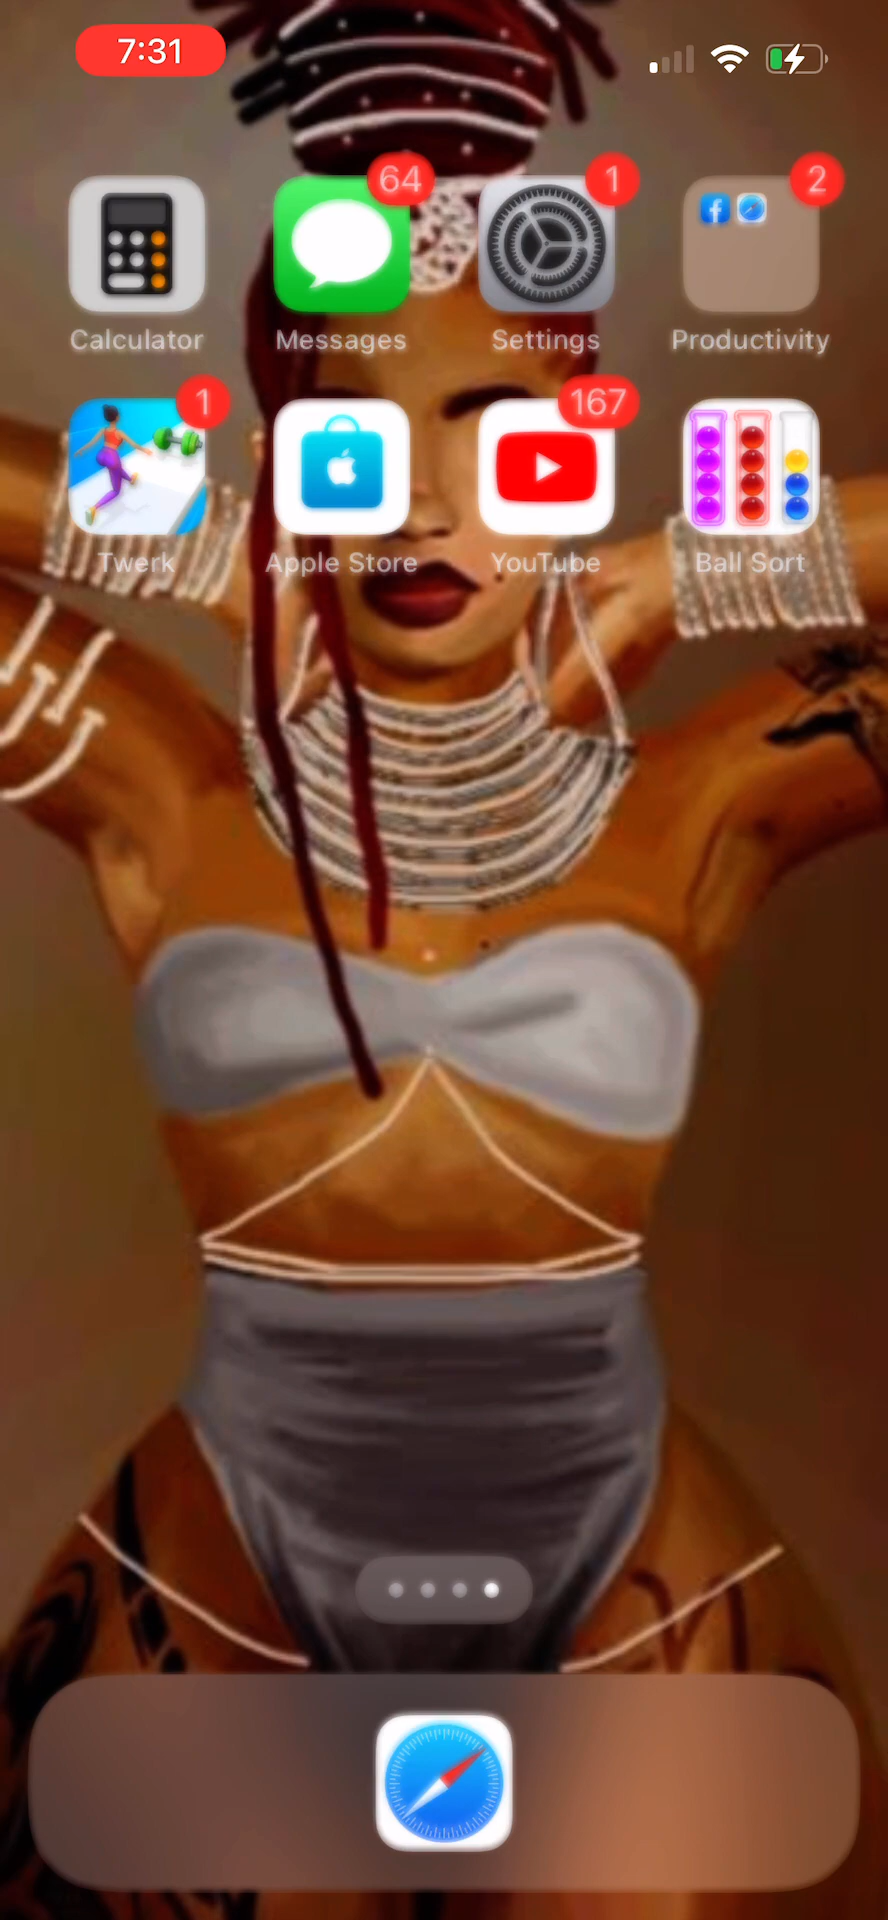 7:31
64
1
2
Calculator
Messages
Settings
Productivity
1
167
Twerk
Apple Store
YouTube
Ball Sort